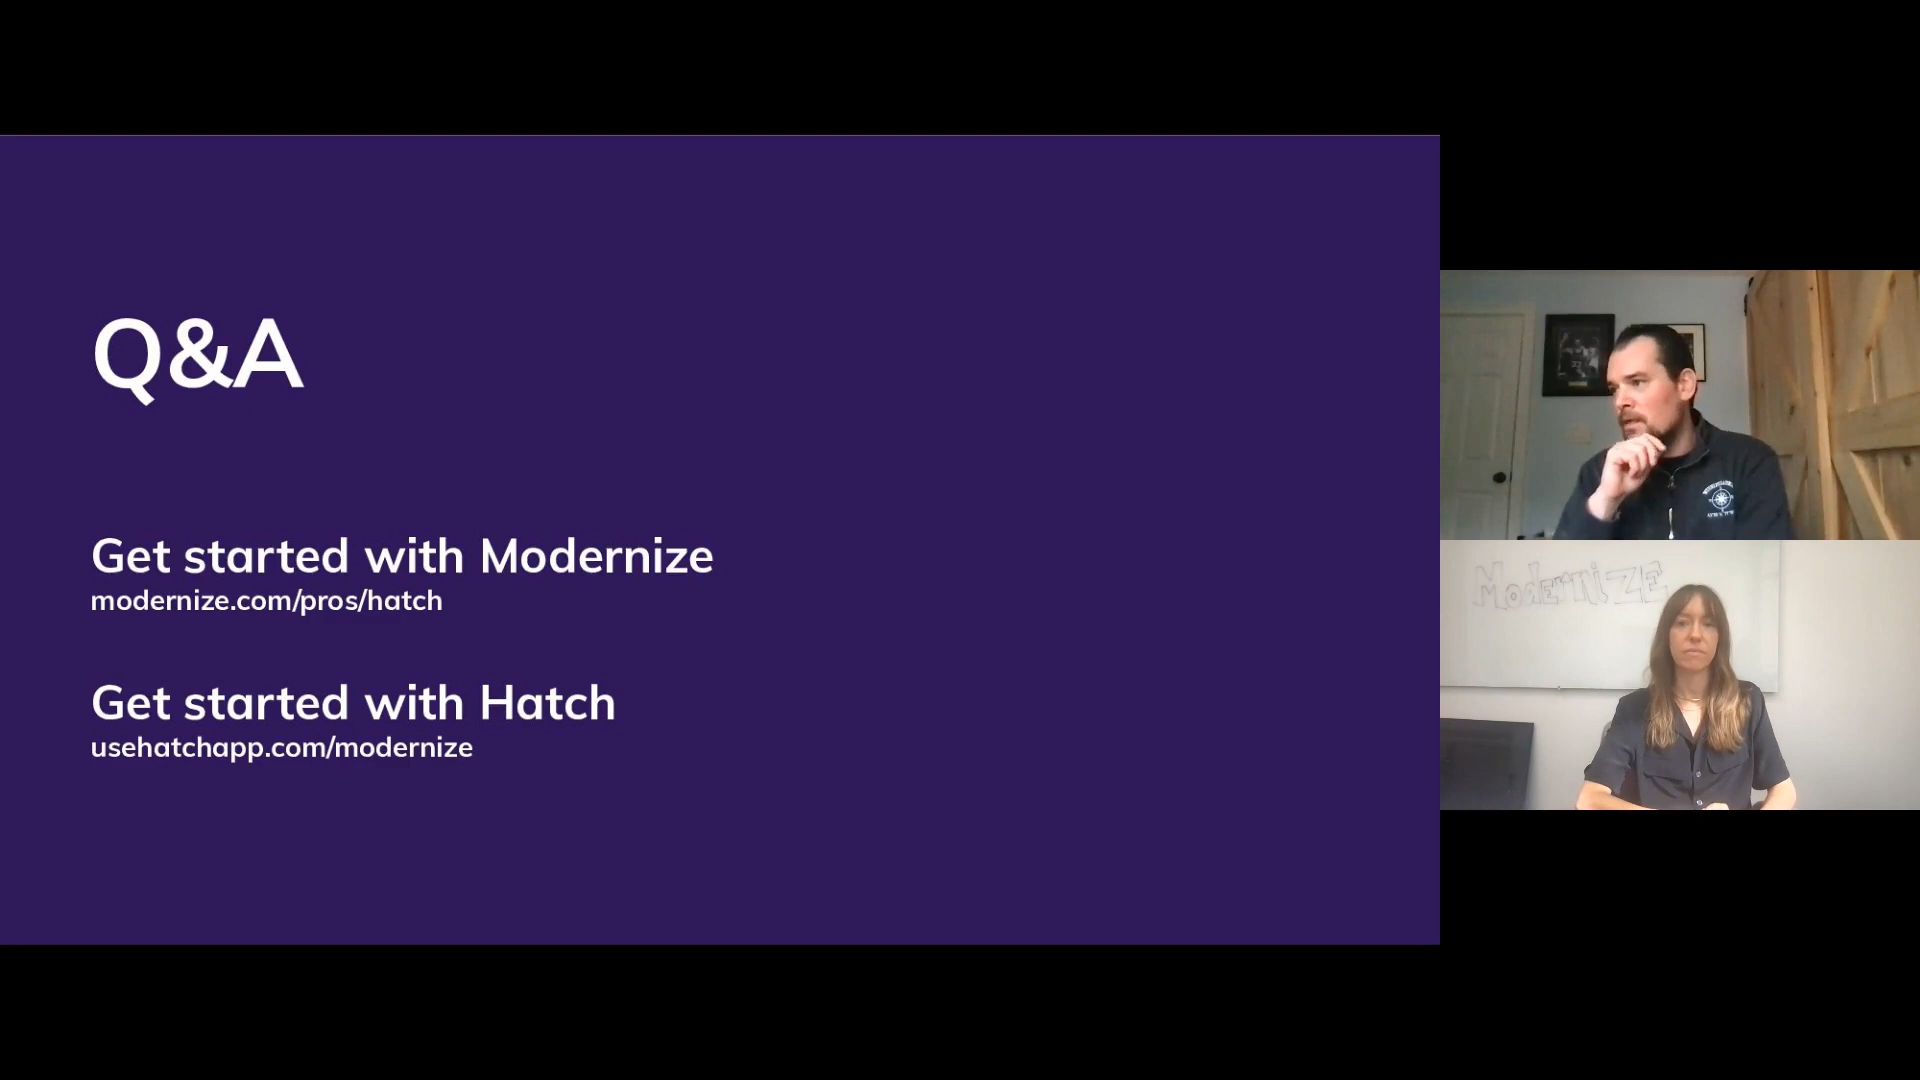 Q&A
Get started with Modernize
modernize.com/pros/hatch
Get started with Hatch
usehatchapp.com/modernize
ModerniZE